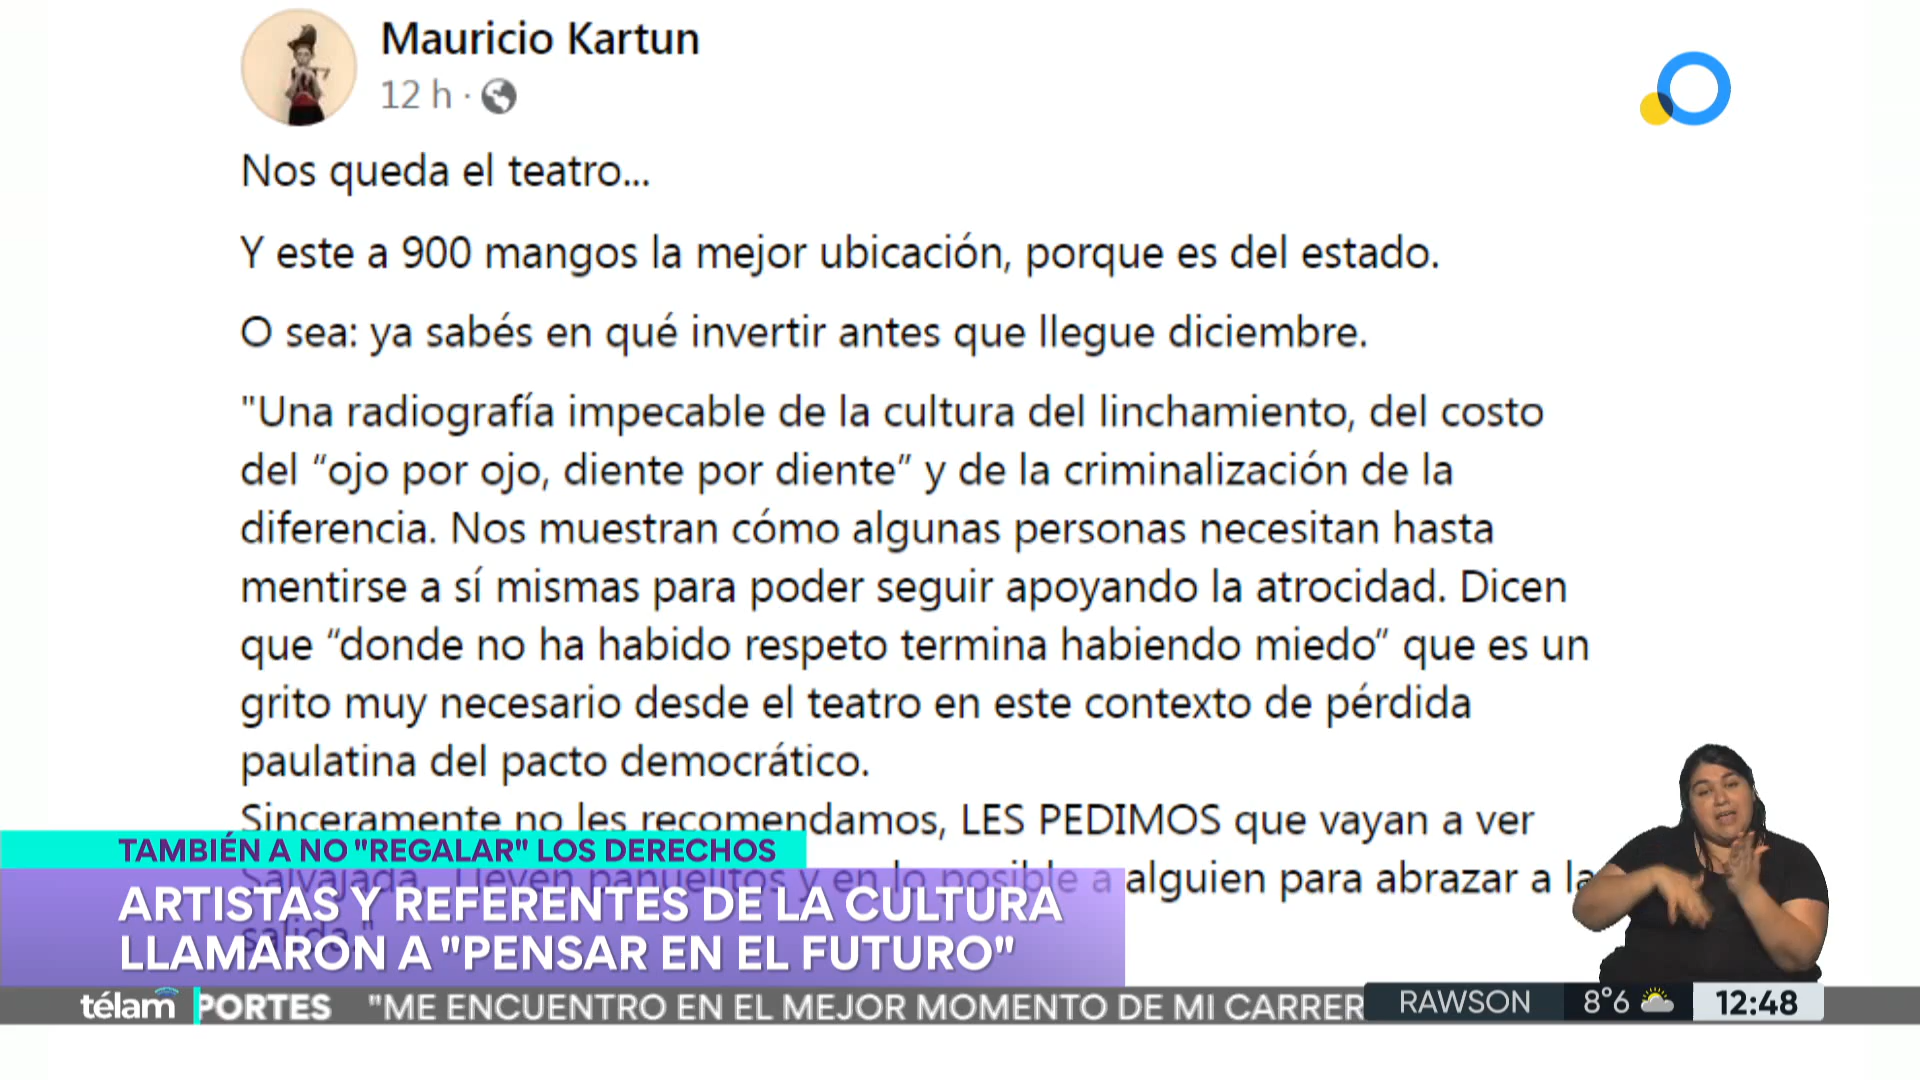 Mauricio Kartun
12 h ·
Nos queda el teatro...
Y este a 900 mangos la mejor ubicación, porque es del estado.
O sea: ya sabés en qué invertir antes que llegue diciembre.
"Una radiografía impecable de la cultura del linchamiento, del costo
del “ojo por ojo, diente por diente” y de la criminalización de la
diferencia. Nos muestran cómo algunas personas necesitan hasta
mentirse a sí mismas para poder seguir apoyando la atrocidad. Dicen
que “donde no ha habido respeto termina habiendo miedo” que es un
grito muy necesario desde el teatro en este contexto de pérdida
paulatina del pacto democrático.
Sinceramente no les recomendamos, LES PEDIMOS que vayan a ver
Salvajada. Lleven pañuelitos y en lo posible a alguien para abrazar a la
salida."
TAMBIÉN A NO "REGALAR" LOS DERECHOS
ARTISTAS Y REFERENTES DE LA CULTURA
LLAMARON A "PENSAR EN EL FUTURO"
télam PORTES "ME ENCUENTRO EN EL MEJOR MOMENTO DE MI CARRER
RAWSON 8°6 12:48